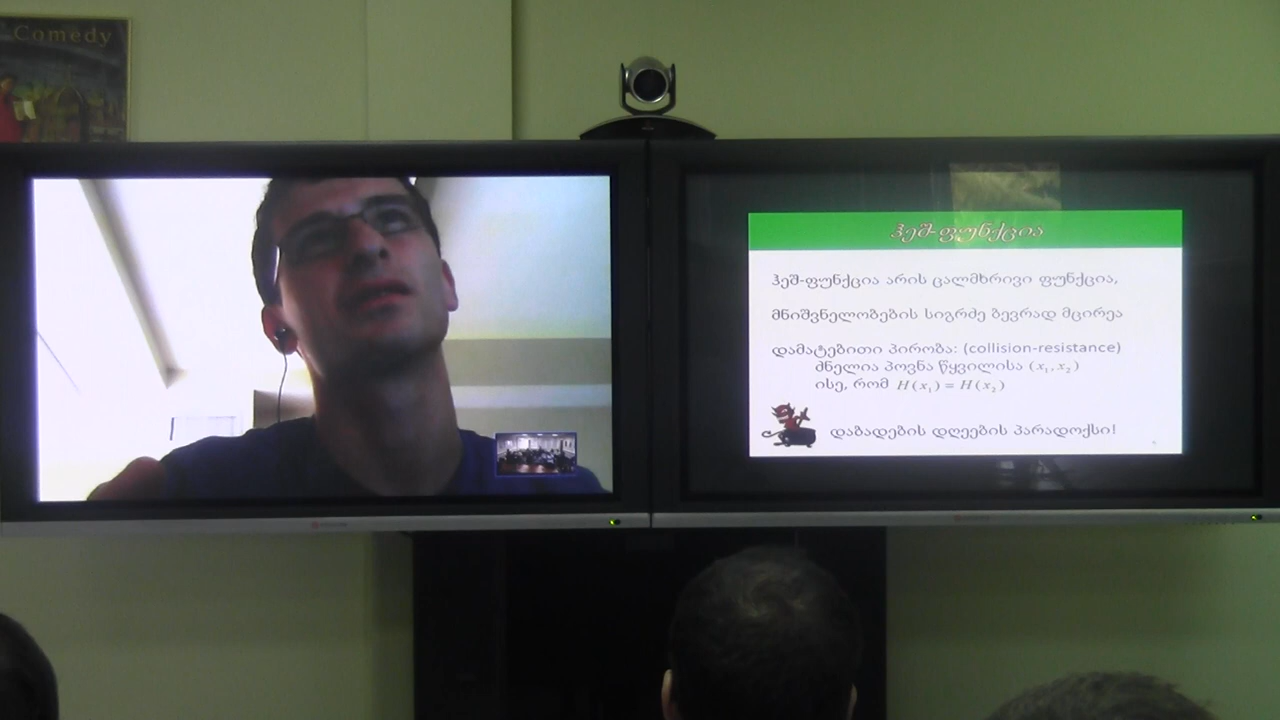 Comedy
ჰეშ-ფუნქცია
ჰეშ-ფუნქცია არის ცალმხრივი ფუნქცია,
მნიშვნელობების სიგრძე ბევრად მცირეა
დამატებითი პირობა: (collision-resistance)
ძნელია პოვნა წყვილისა (x₁,x₂)
ისე, რომ H(x₁) = H(x₂)
დაბადების დღეების პარადოქსი!